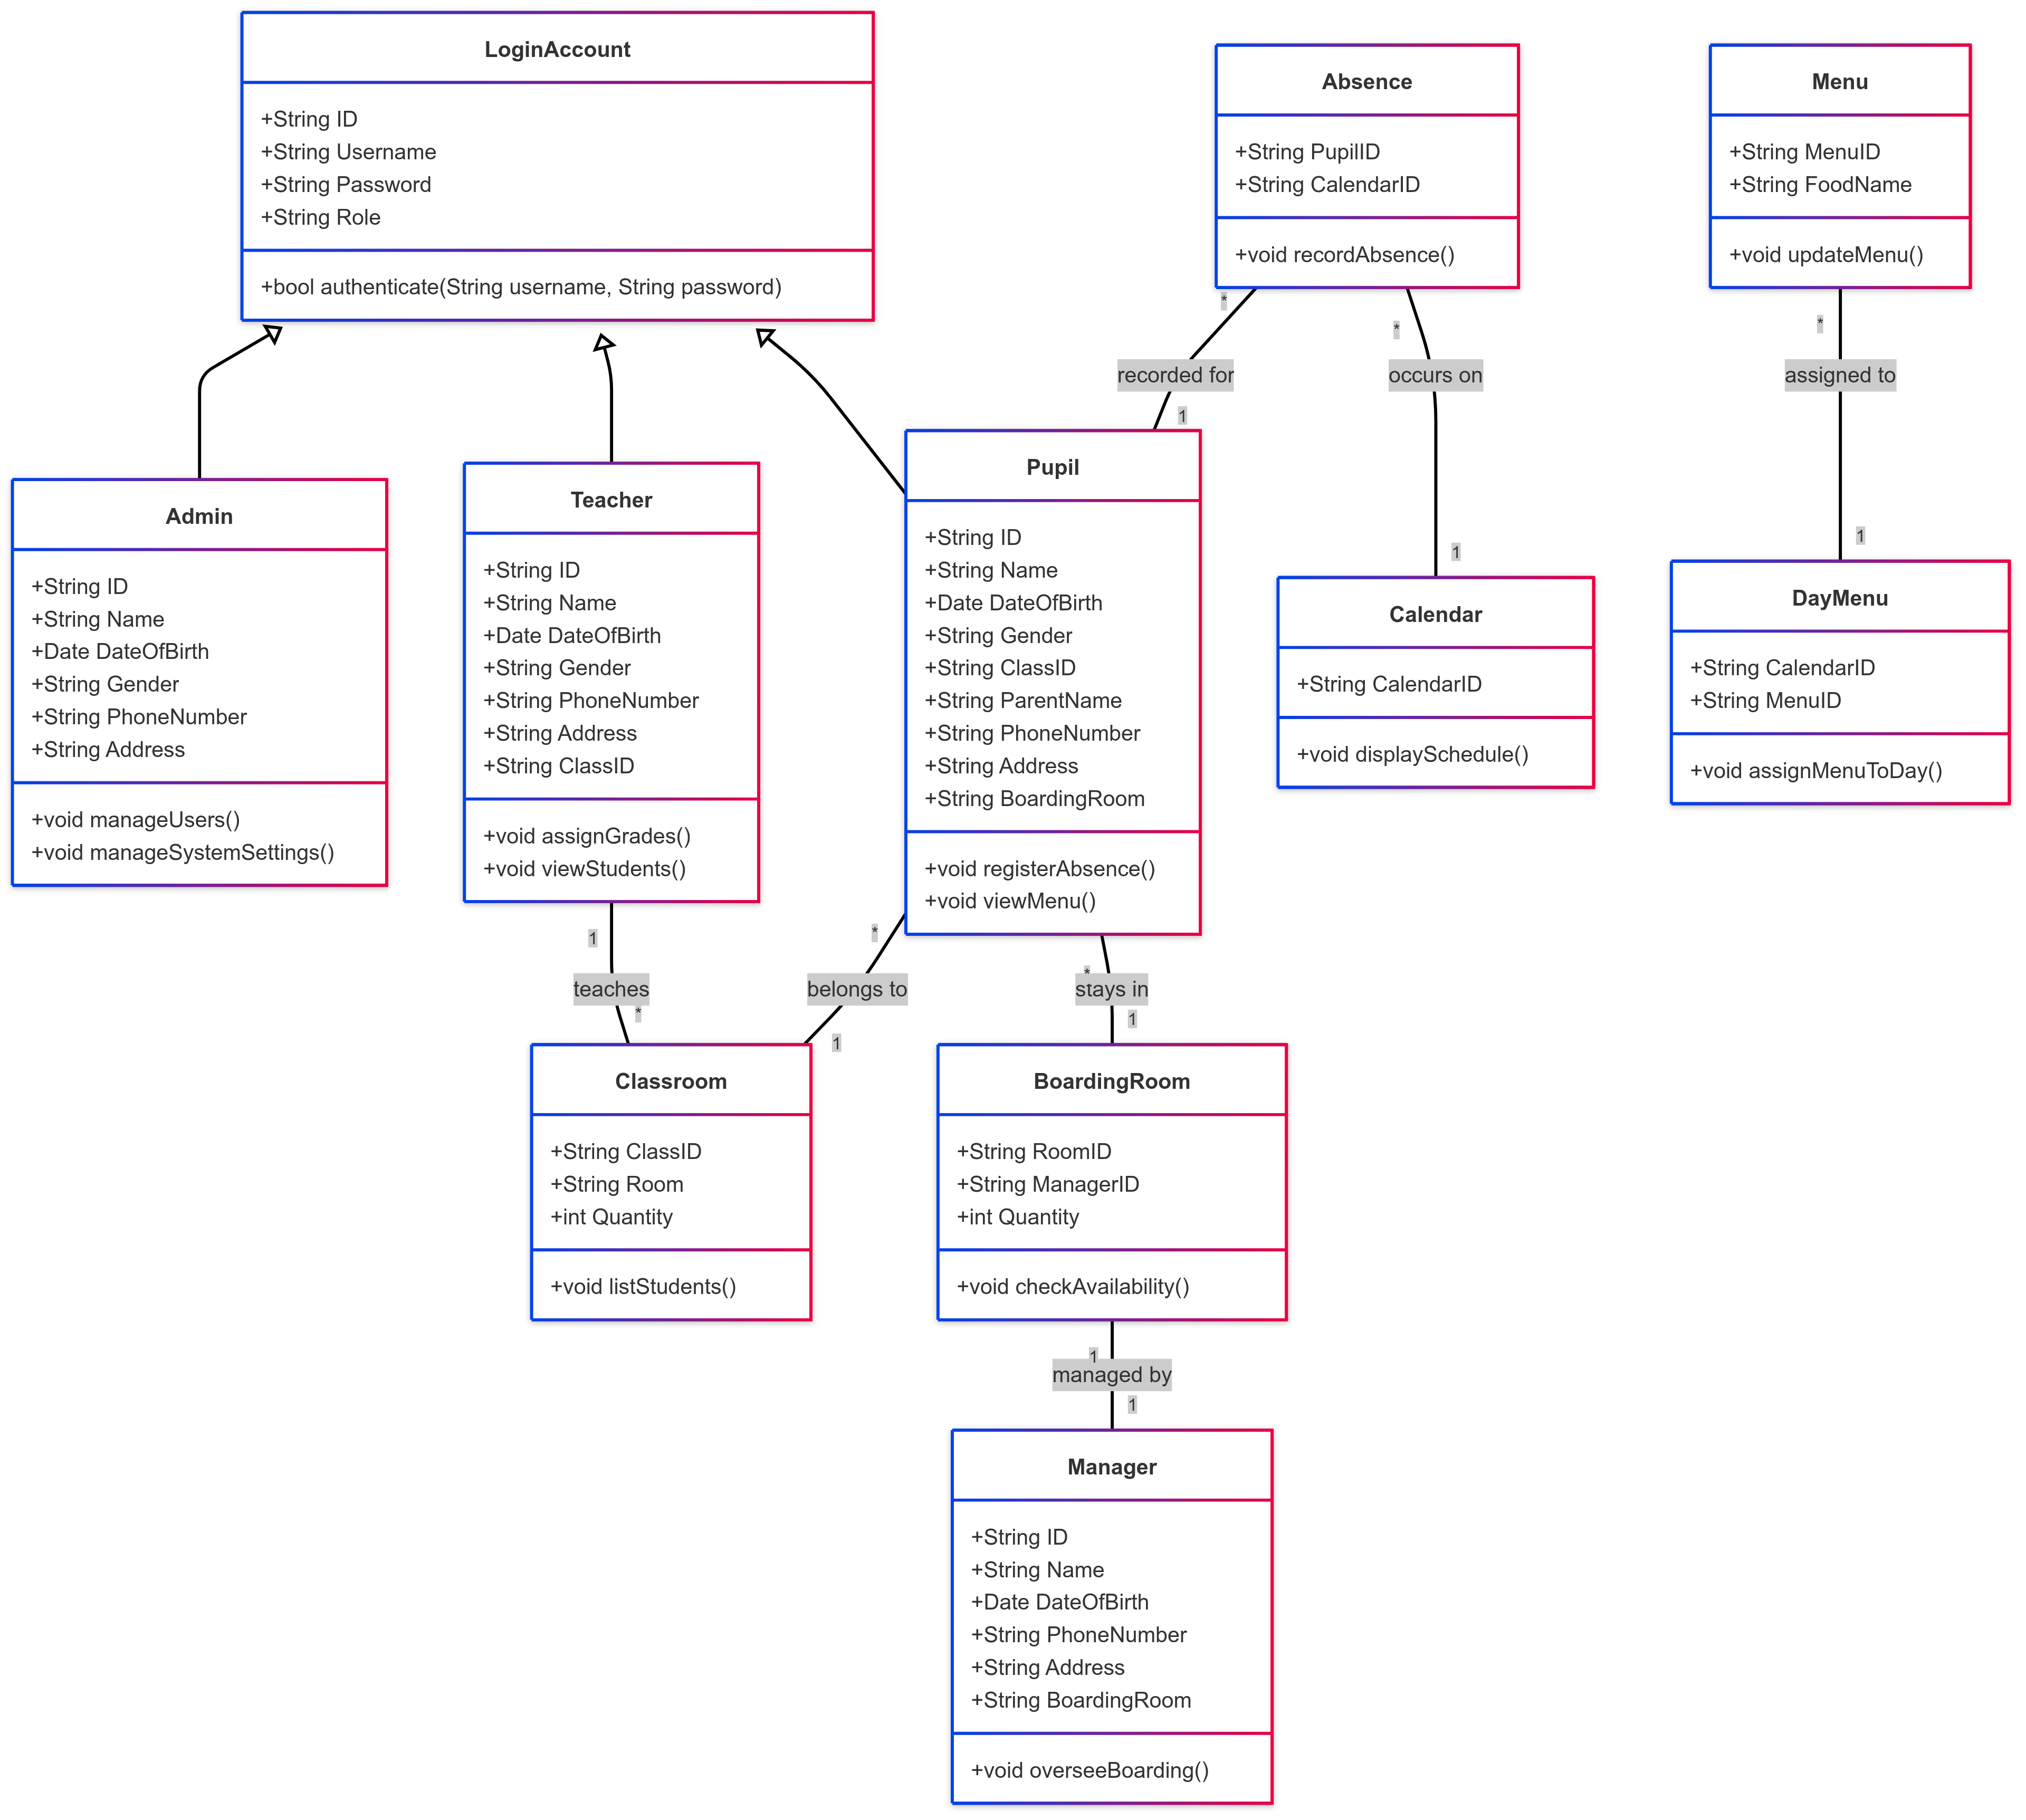 LoginAccount
+String ID
+String Username
+String Password
+String Role
+bool authenticate(String username, String password)
Absence
+String PupilID
+String CalendarID
+void recordAbsence()
Menu
+String MenuID
+String FoodName
+void updateMenu()
*
recorded for
1
*
occurs on
1
*
assigned to
1
Admin
+String ID
+String Name
+Date DateOfBirth
+String Gender
+String PhoneNumber
+String Address
+void manageUsers()
+void manageSystemSettings()
Teacher
+String ID
+String Name
+Date DateOfBirth
+String Gender
+String PhoneNumber
+String Address
+String ClassID
+void assignGrades()
+void viewStudents()
Pupil
+String ID
+String Name
+Date DateOfBirth
+String Gender
+String ClassID
+String ParentName
+String PhoneNumber
+String Address
+String BoardingRoom
+void registerAbsence()
+void viewMenu()
Calendar
+String CalendarID
+void displaySchedule()
DayMenu
+String CalendarID
+String MenuID
+void assignMenuToDay()
1
teaches
*
*
belongs to
1
*
stays in
1
Classroom
+String ClassID
+String Room
+int Quantity
+void listStudents()
BoardingRoom
+String RoomID
+String ManagerID
+int Quantity
+void checkAvailability()
1
managed by
1
Manager
+String ID
+String Name
+Date DateOfBirth
+String PhoneNumber
+String Address
+String BoardingRoom
+void overseeBoarding()